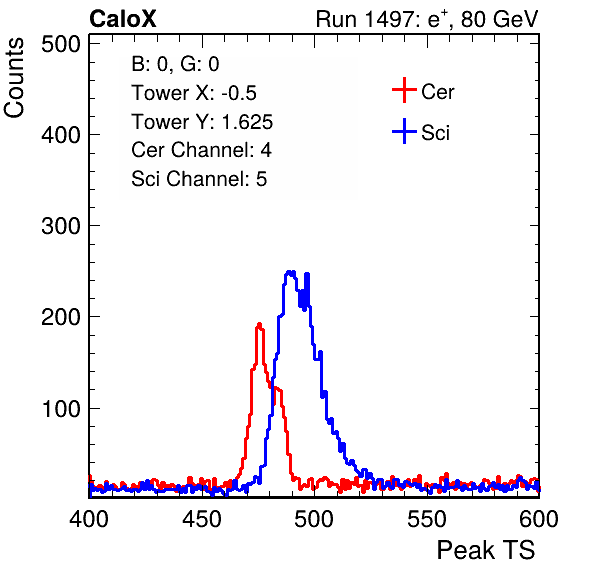 CaloX Run 1497: e⁺, 80 GeV
Counts
500
400
300
200
100
B: 0, G: 0
Tower X: -0.5
Tower Y: 1.625
Cer Channel: 4
Sci Channel: 5
Cer
Sci
400 450 500 550 600
Peak TS